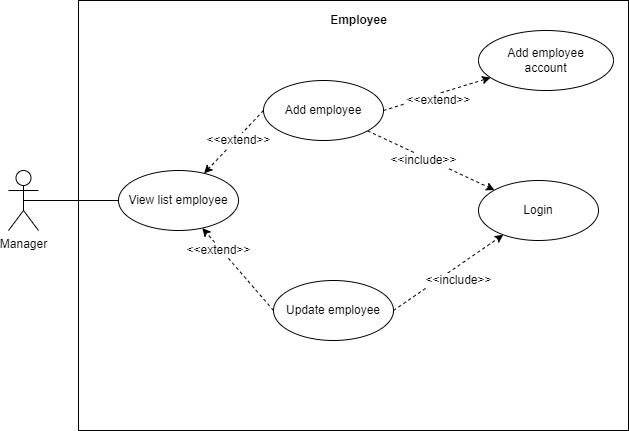 Employee
Add employee
account
Add employee
<<extend>>
<<extend>>
<<include>>
View list employee
Login
Manager
<<extend>>
<<include>>
Update employee